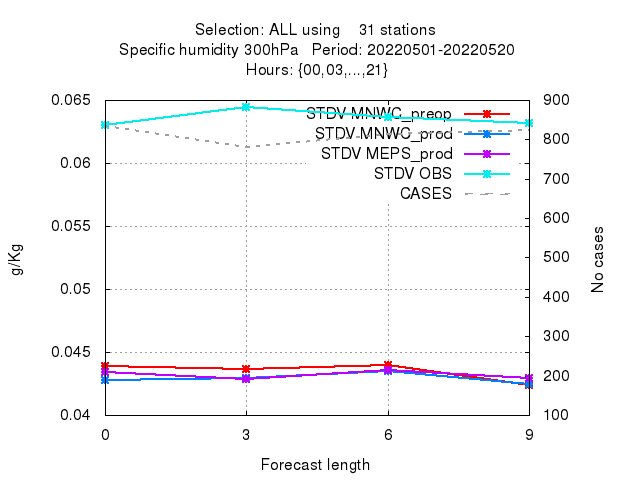 Selection: ALL using 31 stations
Specific humidity 300hPa Period: 20220501-20220520
Hours: {00,03,...,21}
0.065
0.06
0.055
0.05
0.045
0.04
g/Kg
STDV MNWC_preop
STDV MNWC_prod
STDV MEPS_prod
STDV OBS
CASES
900
800
700
600
500
400
300
200
100
No cases
0 3 6 9
Forecast length